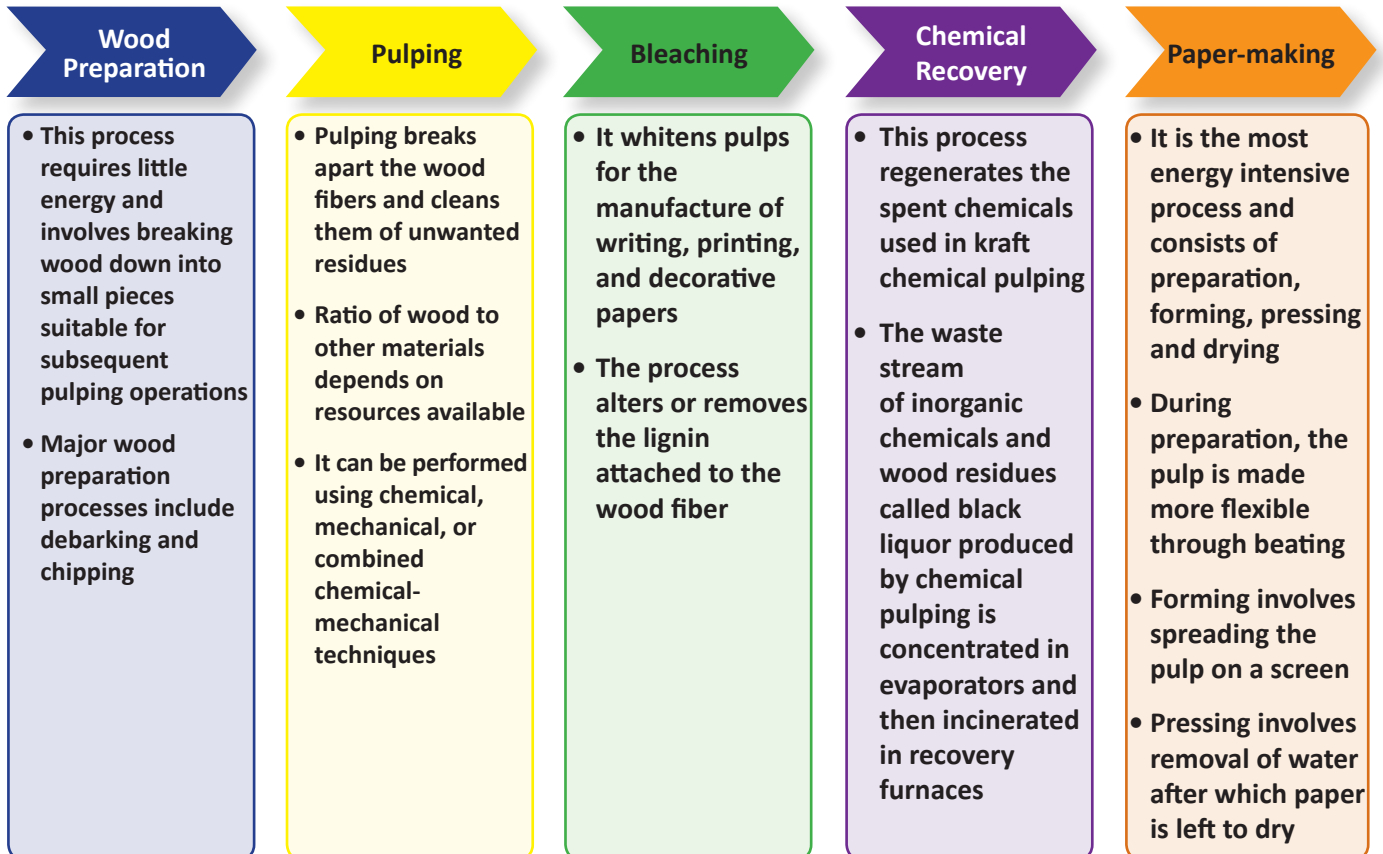 Wood
Preparation
Pulping
Bleaching
Chemical
Recovery
Paper-making
• This process
requires little
energy and
involves breaking
wood down into
small pieces
suitable for
subsequent
pulping operations
• Major wood
preparation
processes include
debarking and
chipping
• Pulping breaks
apart the wood
fibers and cleans
them of unwanted
residues
• Ratio of wood to
other materials
depends on
resources available
• It can be performed
using chemical,
mechanical, or
combined
chemical-
mechanical
techniques
• It whitens pulps
for the
manufacture of
writing, printing,
and decorative
papers
• The process
alters or removes
the lignin
attached to the
wood fiber
• This process
regenerates the
spent chemicals
used in kraft
chemical pulping
• The waste
stream
of inorganic
chemicals and
wood residues
called black
liquor produced
by chemical
pulping is
concentrated in
evaporators and
then incinerated
in recovery
furnaces
• It is the most
energy intensive
process and
consists of
preparation,
forming, pressing
and drying
• During
preparation, the
pulp is made
more flexible
through beating
• Forming involves
spreading the
pulp on a screen
• Pressing involves
removal of water
after which paper
is left to dry